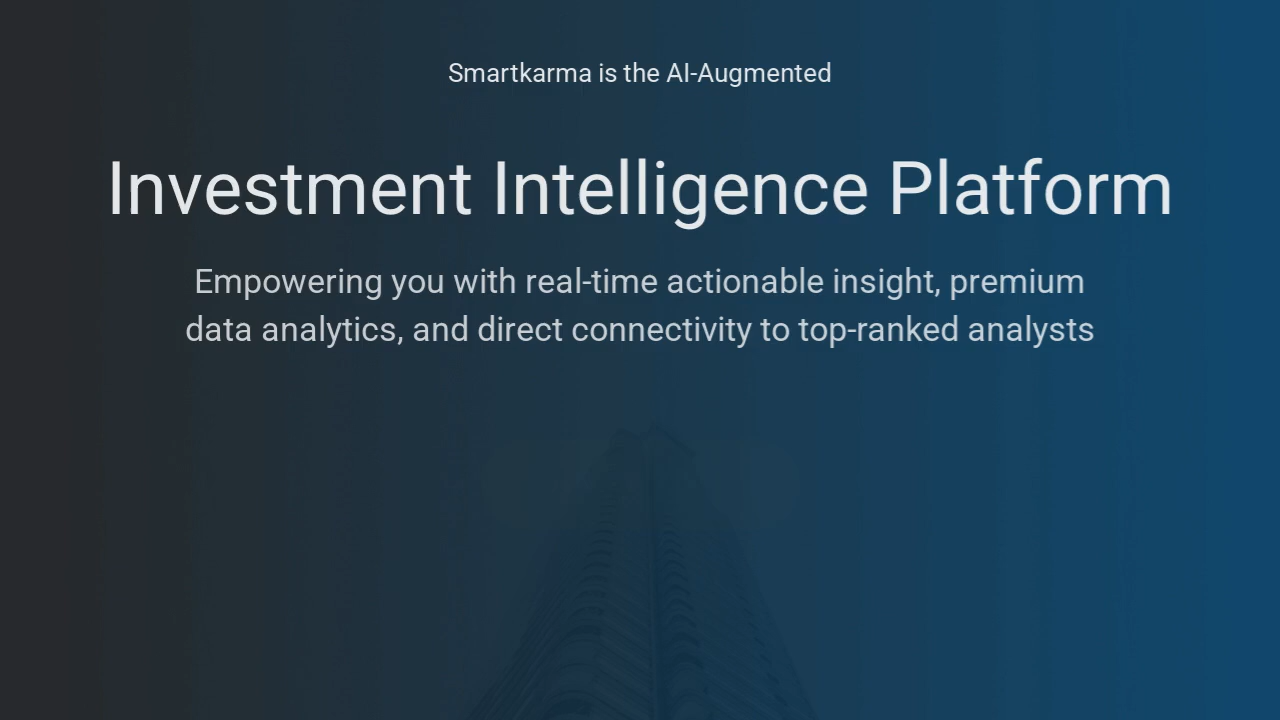 Smartkarma is the AI-Augmented
Investment Intelligence Platform
Empowering you with real-time actionable insight, premium
data analytics, and direct connectivity to top-ranked analysts